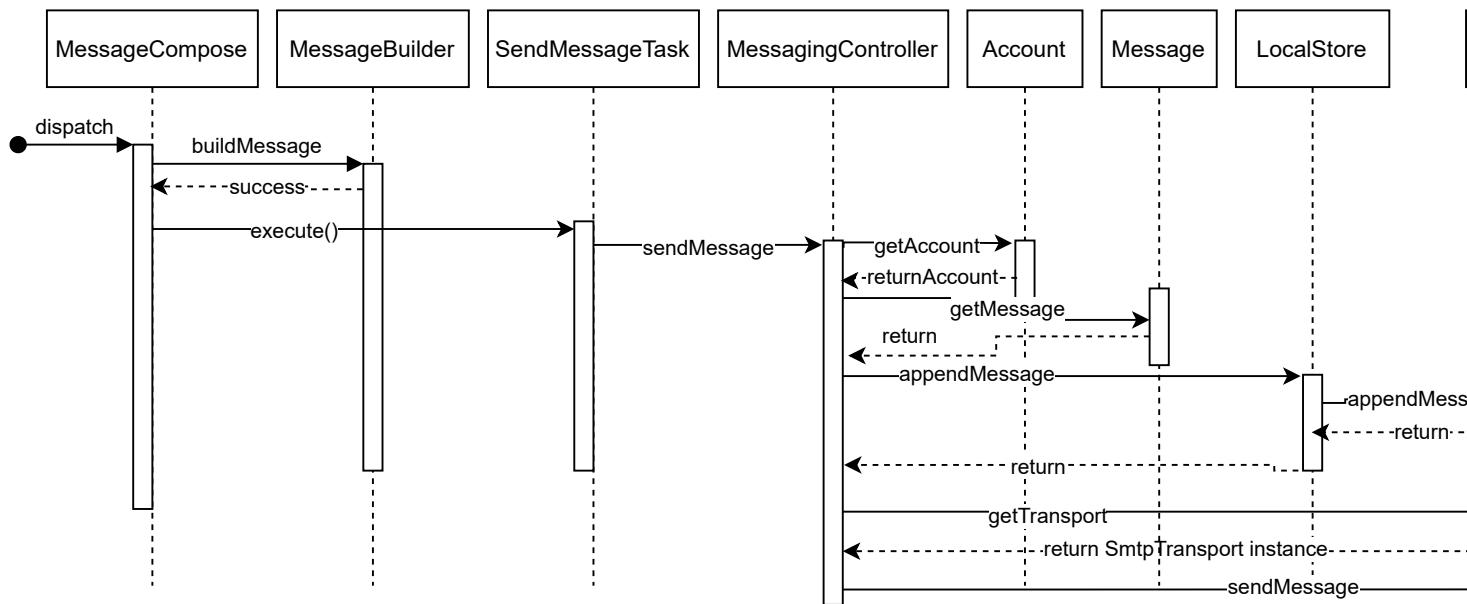 MessageCompose
MessageBuilder
SendMessageTask
MessagingController
Account
Message
LocalStore
dispatch
buildMessage
success
execute()
sendMessage
getAccount
returnAccount
getMessage
return
appendMessage
appendMess
return
return
getTransport
return SmtpTransport instance
sendMessage